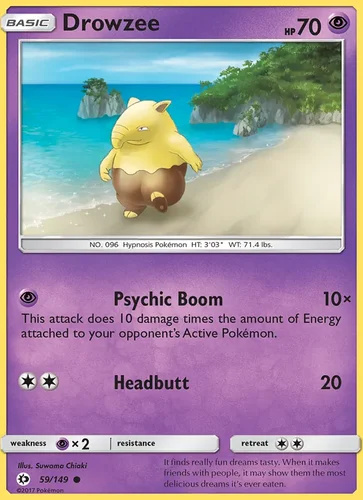 BASIC Drowzee HP 70
NO. 096 Hypnosis Pokémon HT: 3'03" WT: 71.4 lbs.
Psychic Boom 10×
This attack does 10 damage times the amount of Energy
attached to your opponent's Active Pokémon.
Headbutt 20
weakness × 2 resistance retreat
Illus. Suwama Chiaki
59/149
©2017 Pokémon
It finds really fun dreams tasty. When it makes
friends with people, it may show them the most
delicious dreams it's ever eaten.